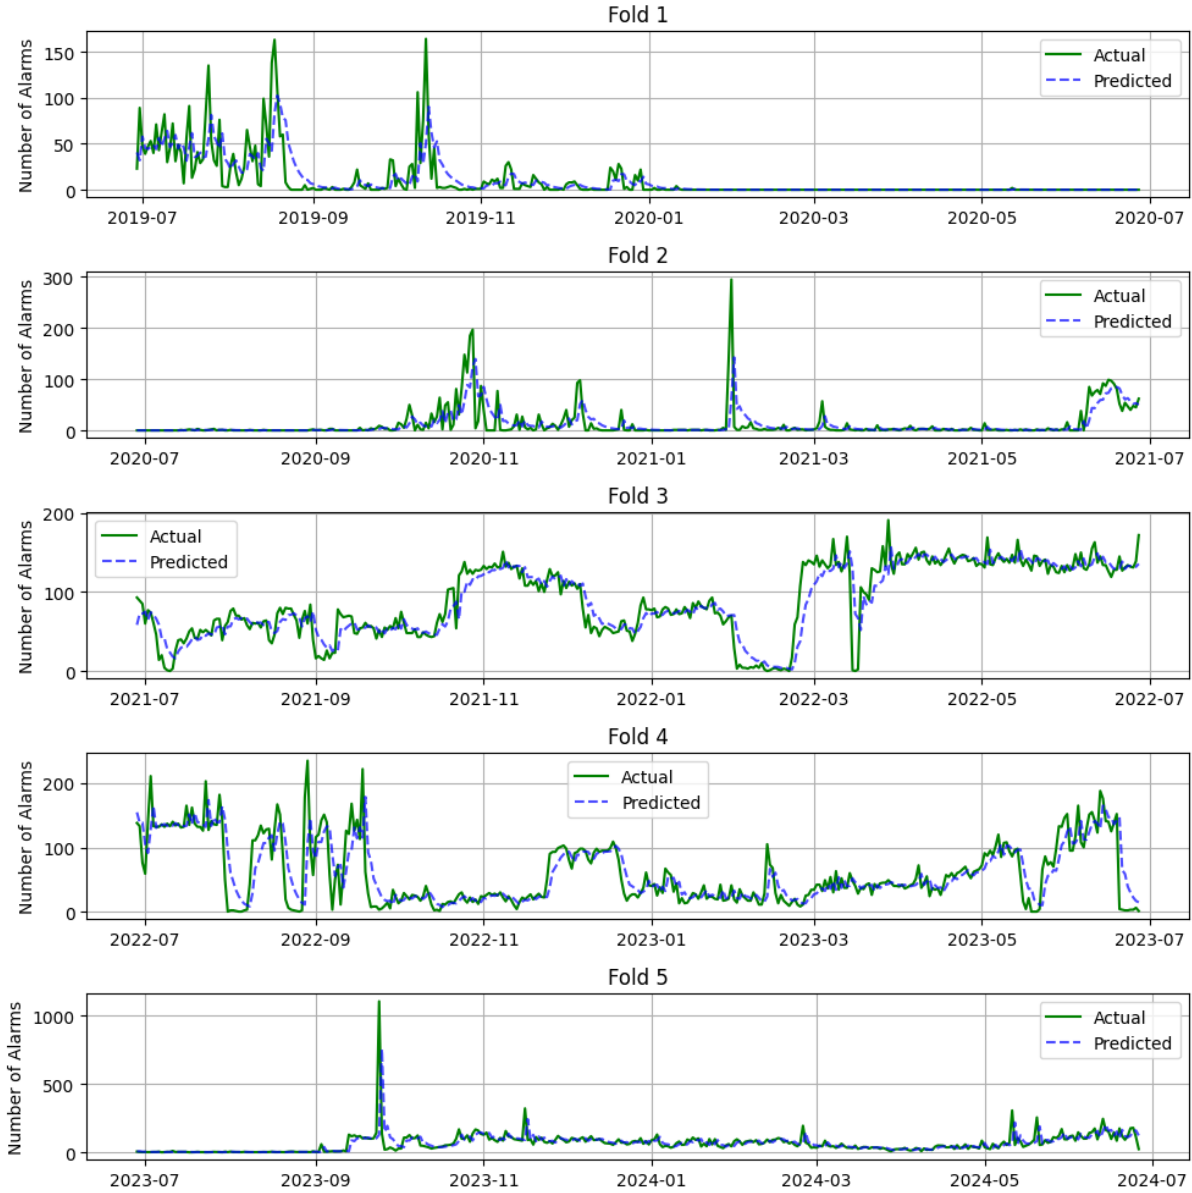 Fold 1
Number of Alarms
150
100
50
0
Actual
Predicted
2019-07 2019-09 2019-11 2020-01 2020-03 2020-05 2020-07
Fold 2
Number of Alarms
300
200
100
0
Actual
Predicted
2020-07 2020-09 2020-11 2021-01 2021-03 2021-05 2021-07
Fold 3
Number of Alarms
200
100
0
Actual
Predicted
2021-07 2021-09 2021-11 2022-01 2022-03 2022-05 2022-07
Fold 4
Number of Alarms
200
100
0
Actual
Predicted
2022-07 2022-09 2022-11 2023-01 2023-03 2023-05 2023-07
Fold 5
Number of Alarms
1000
500
0
Actual
Predicted
2023-07 2023-09 2023-11 2024-01 2024-03 2024-05 2024-07